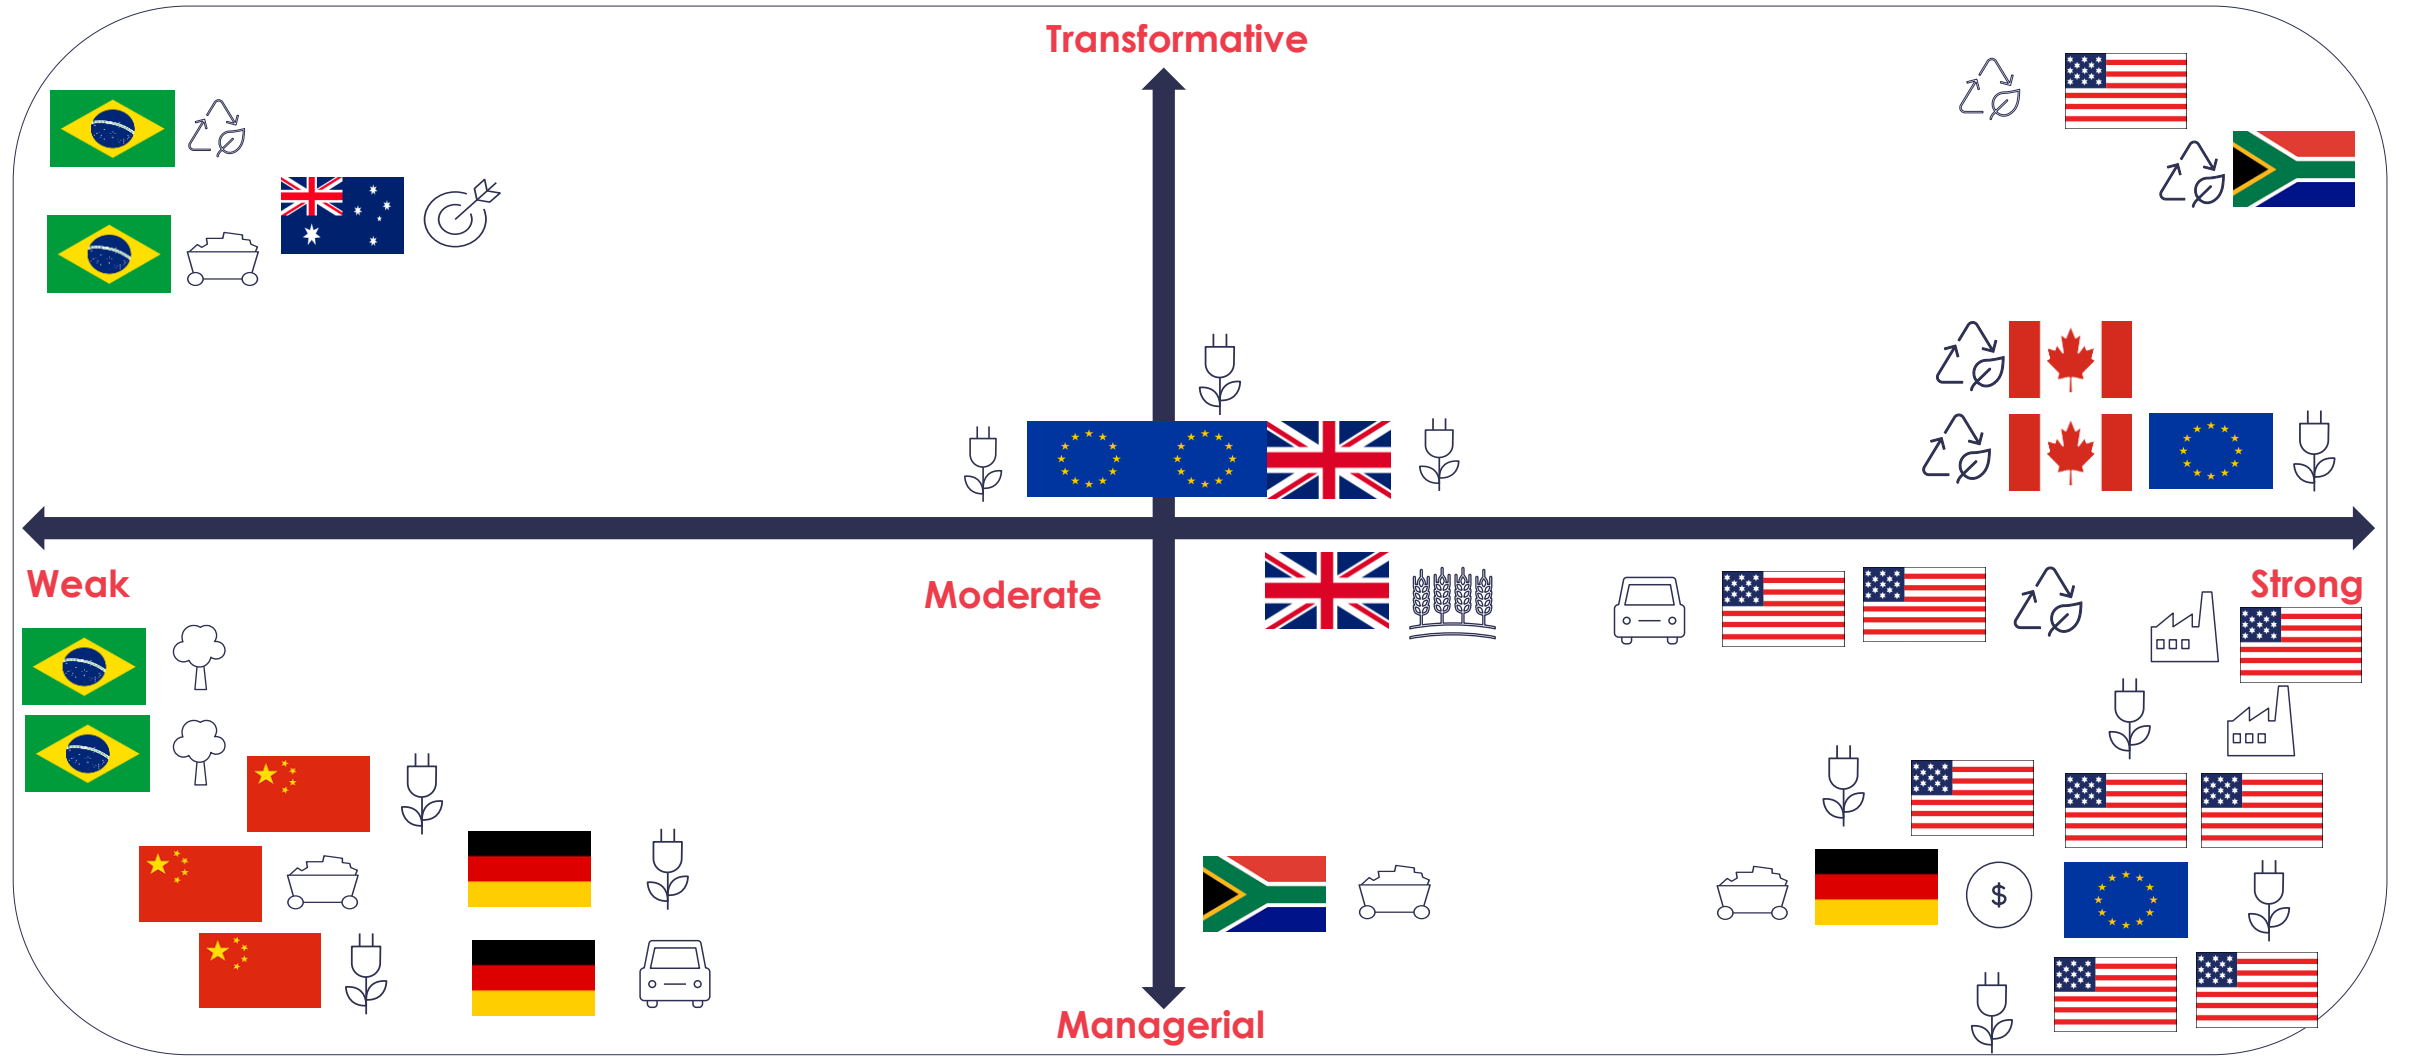 Transformative
Weak
Moderate
Strong
$
Managerial